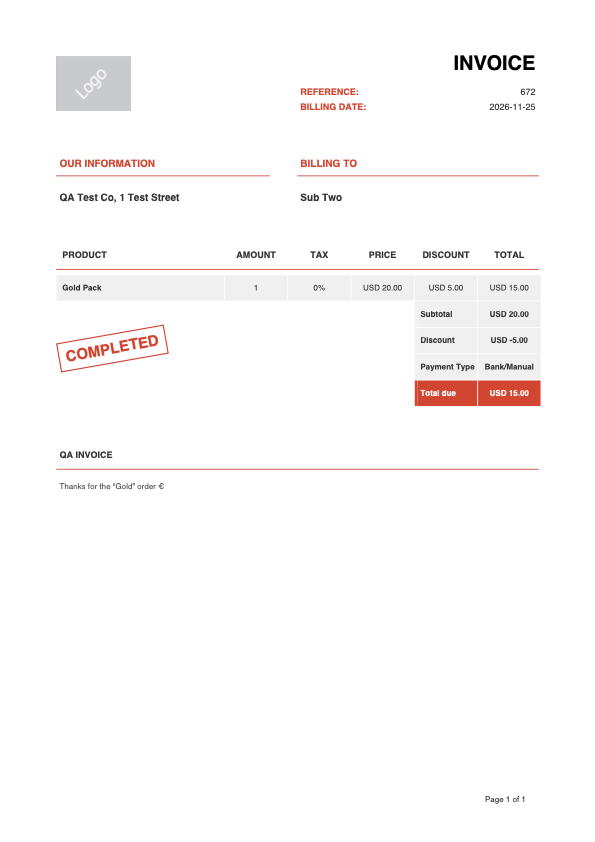 Logo
INVOICE
REFERENCE: 672
BILLING DATE: 2026-11-25
OUR INFORMATION BILLING TO
QA Test Co, 1 Test Street Sub Two
PRODUCT AMOUNT TAX PRICE DISCOUNT TOTAL
Gold Pack 1 0% USD 20.00 USD 5.00 USD 15.00
Subtotal USD 20.00
Discount USD -5.00
COMPLETED
Payment Type Bank/Manual
Total due USD 15.00
QA INVOICE
Thanks for the “Gold” order €
Page 1 of 1